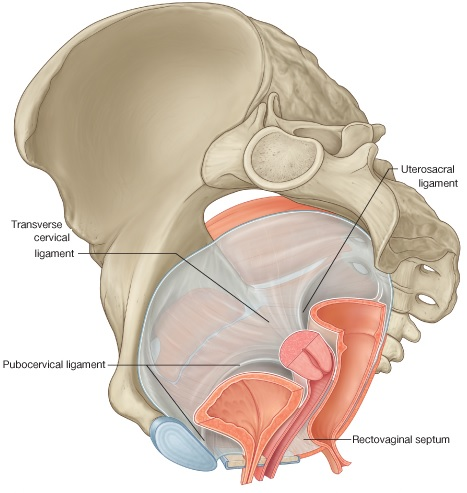 Uterosacral
ligament
Transverse
cervical
ligament
Pubocervical ligament
Rectovaginal septum